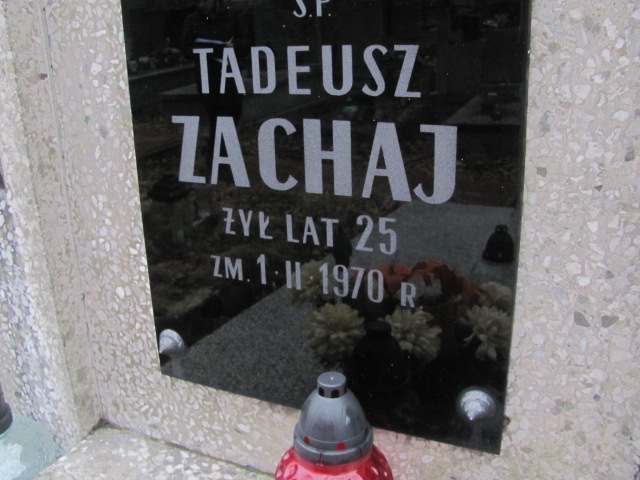 Ś.P.
TADEUSZ
ZACHAJ
ŻYŁ LAT 25
ZM. 1·II·1970 R